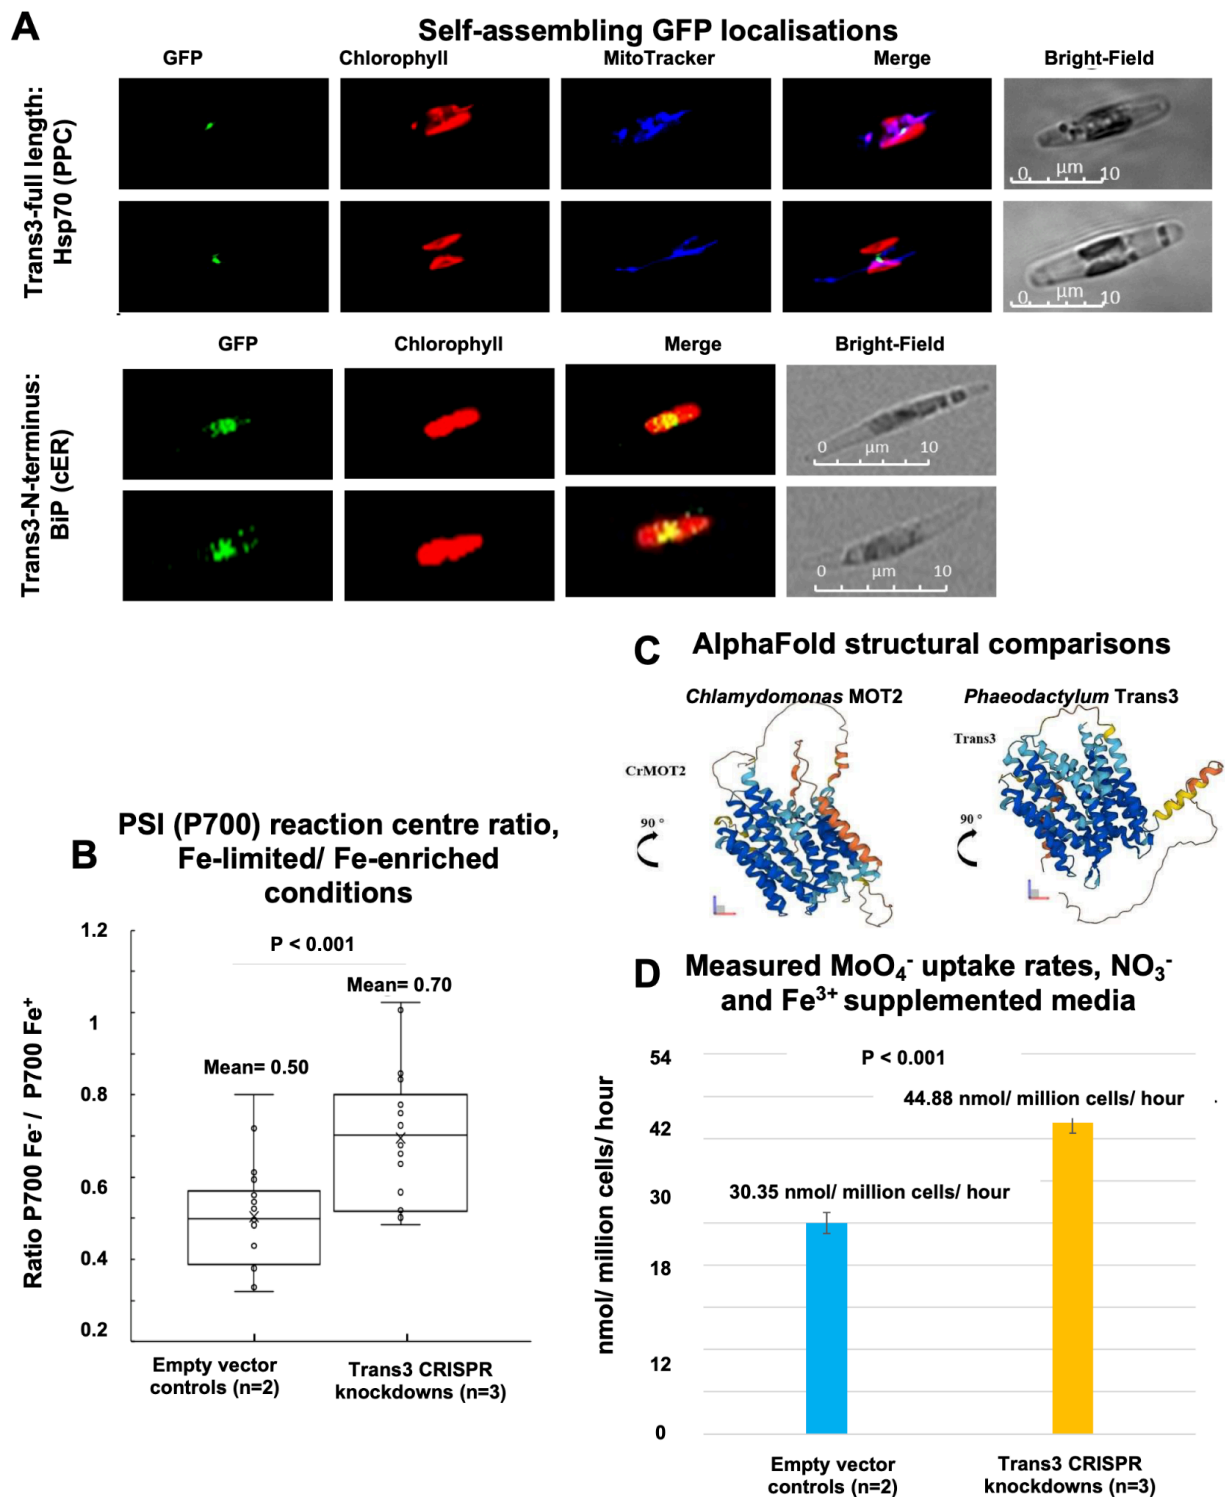 A
Self-assembling GFP localisations
GFP
Chlorophyll
MitoTracker
Merge
Bright-Field
Trans3-full length:
Hsp70 (PPC)
0 µm 10
0 µm 10
GFP
Chlorophyll
Merge
Bright-Field
Trans3-N-terminus:
BiP (cER)
0 µm 10
0 µm 10
C
AlphaFold structural comparisons
Chlamydomonas MOT2
Phaeodactylum Trans3
CrMOT2
Trans3
90 °
90 °
B
PSI (P700) reaction centre ratio,
Fe-limited/ Fe-enriched
conditions
Ratio P700 Fe⁻ / P700 Fe⁺
1.2
1
0.8
0.6
0.4
0.2
P < 0.001
Mean= 0.70
Mean= 0.50
Empty vector
controls (n=2)
Trans3 CRISPR
knockdowns (n=3)
D
Measured MoO₄⁻ uptake rates, NO₃⁻
and Fe³⁺ supplemented media
nmol/ million cells/ hour
54
42
30
18
12
0
P < 0.001
44.88 nmol/ million cells/ hour
30.35 nmol/ million cells/ hour
Empty vector
controls (n=2)
Trans3 CRISPR
knockdowns (n=3)